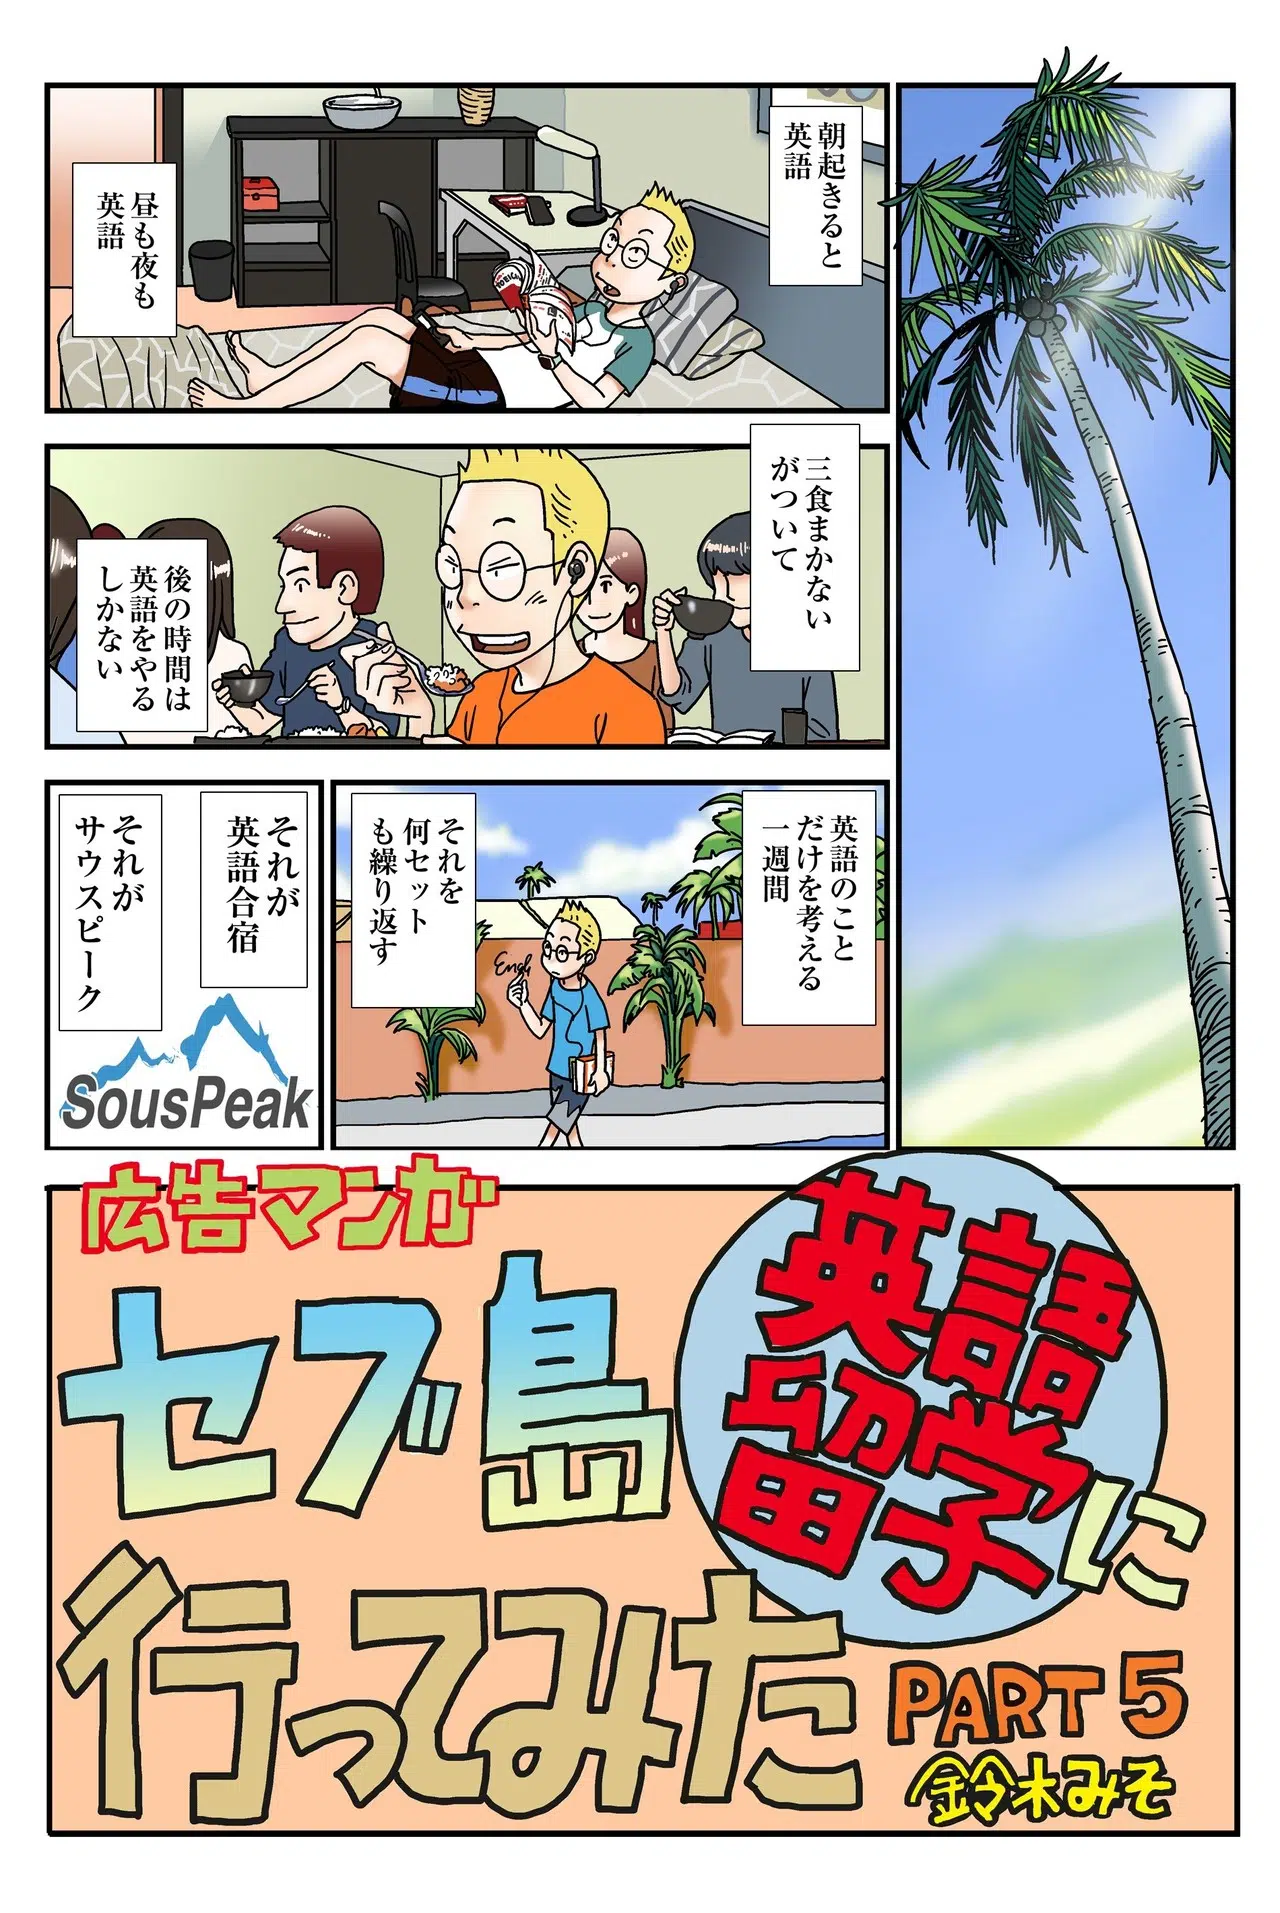 朝起きると
英語
昼も夜も
英語
三食まかない
がついて
後の時間は
英語をやる
しかない
英語のこと
だけを考える
一週間
それを
何セット
も繰り返す
Engli
それが
英語合宿
それが
サウスピーク
SousPeak
広告マンガ
セブ島
英語
留学に
行ってみた
PART 5
鈴木みそ